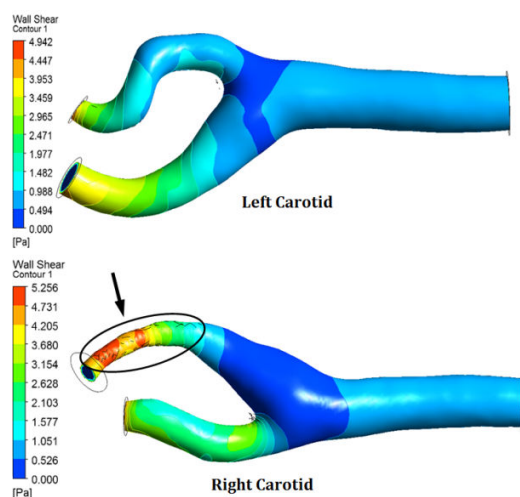 Wall Shear
Contour 1
4.942
4.447
3.953
3.459
2.965
2.471
1.977
1.482
0.988
0.494
0.000
[Pa]
Left Carotid
Wall Shear
Contour 1
5.256
4.731
4.205
3.680
3.154
2.628
2.103
1.577
1.051
0.526
0.000
[Pa]
Right Carotid